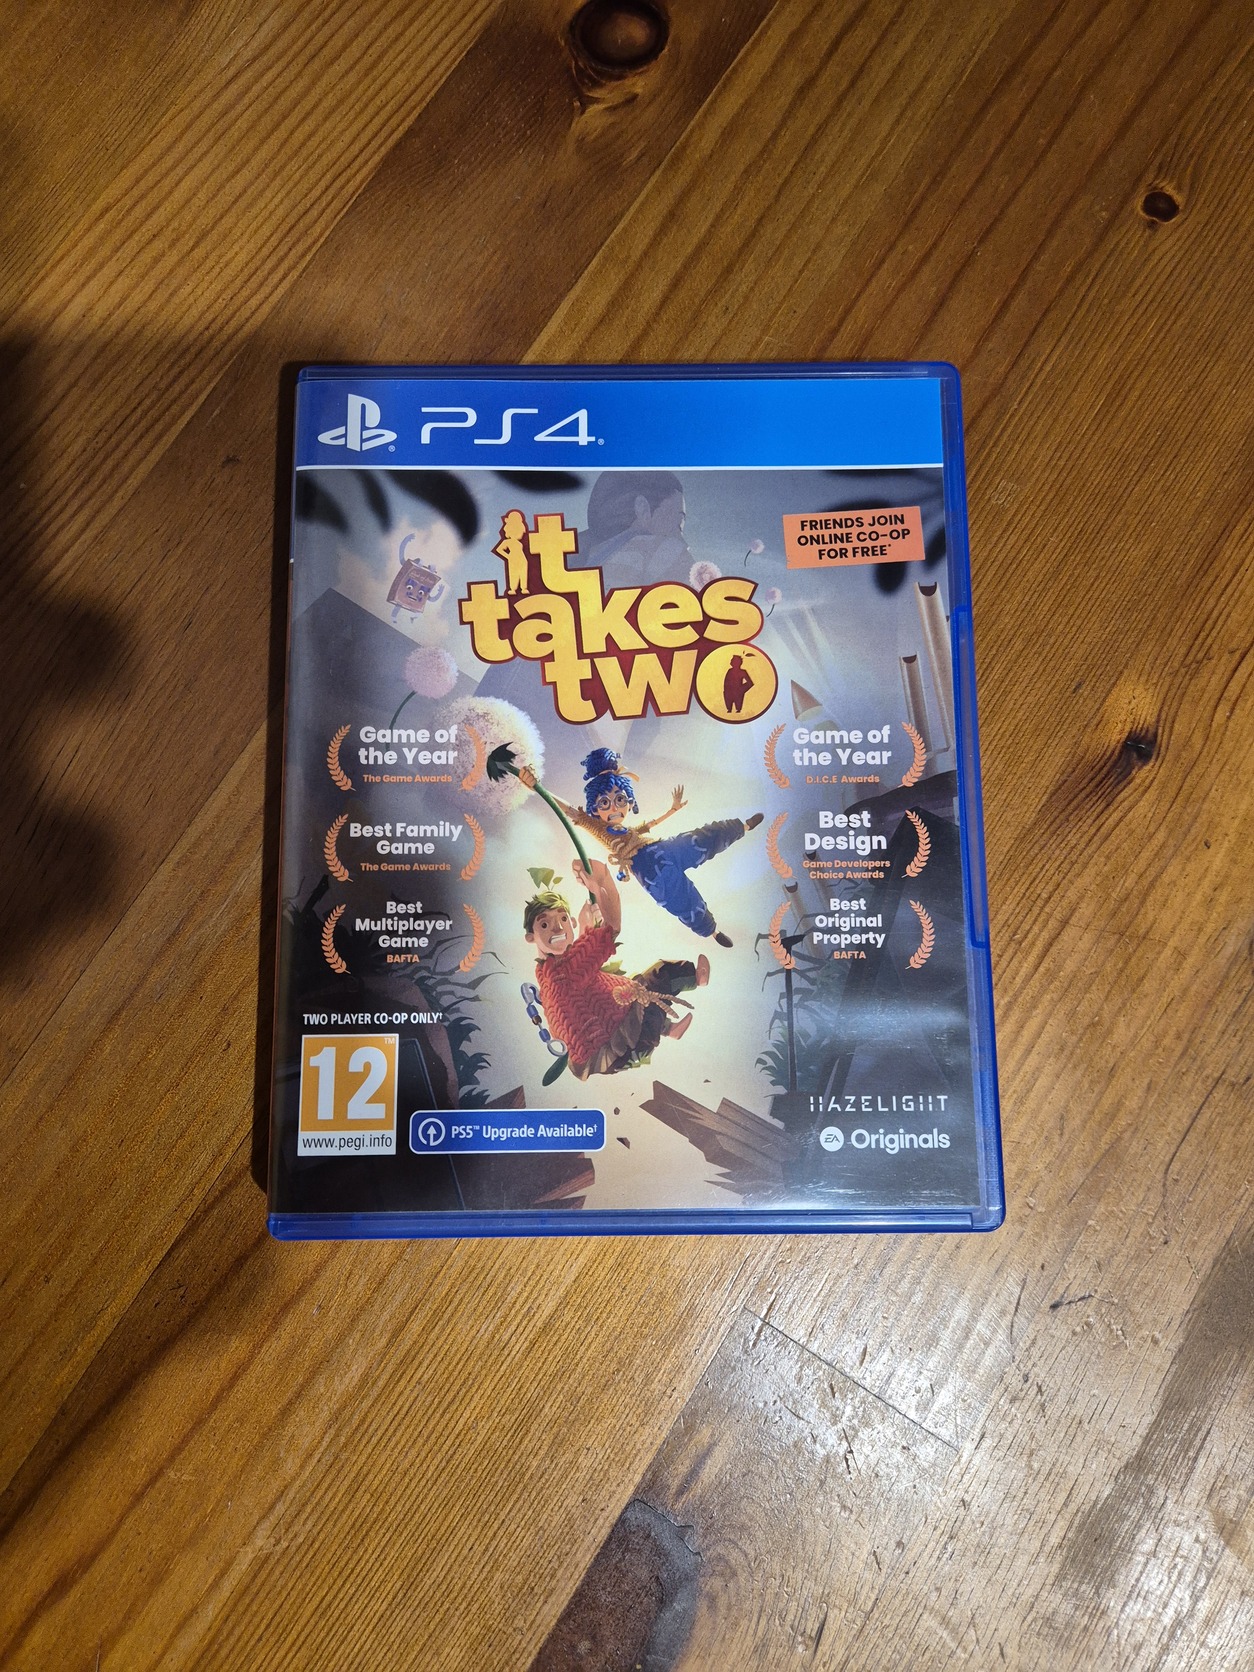 PS4
FRIENDS JOIN
ONLINE CO-OP
FOR FREE*
it
takes
two
Game of
the Year
The Game Awards
Game of
the Year
D.I.C.E Awards
Best Family
Game
The Game Awards
Best
Design
Game Developers
Choice Awards
Best
Multiplayer
Game
BAFTA
Best
Original
Property
BAFTA
TWO PLAYER CO-OP ONLY†
12™
www.pegi.info
PS5™ Upgrade Available†
HAZELIGHT
EA Originals